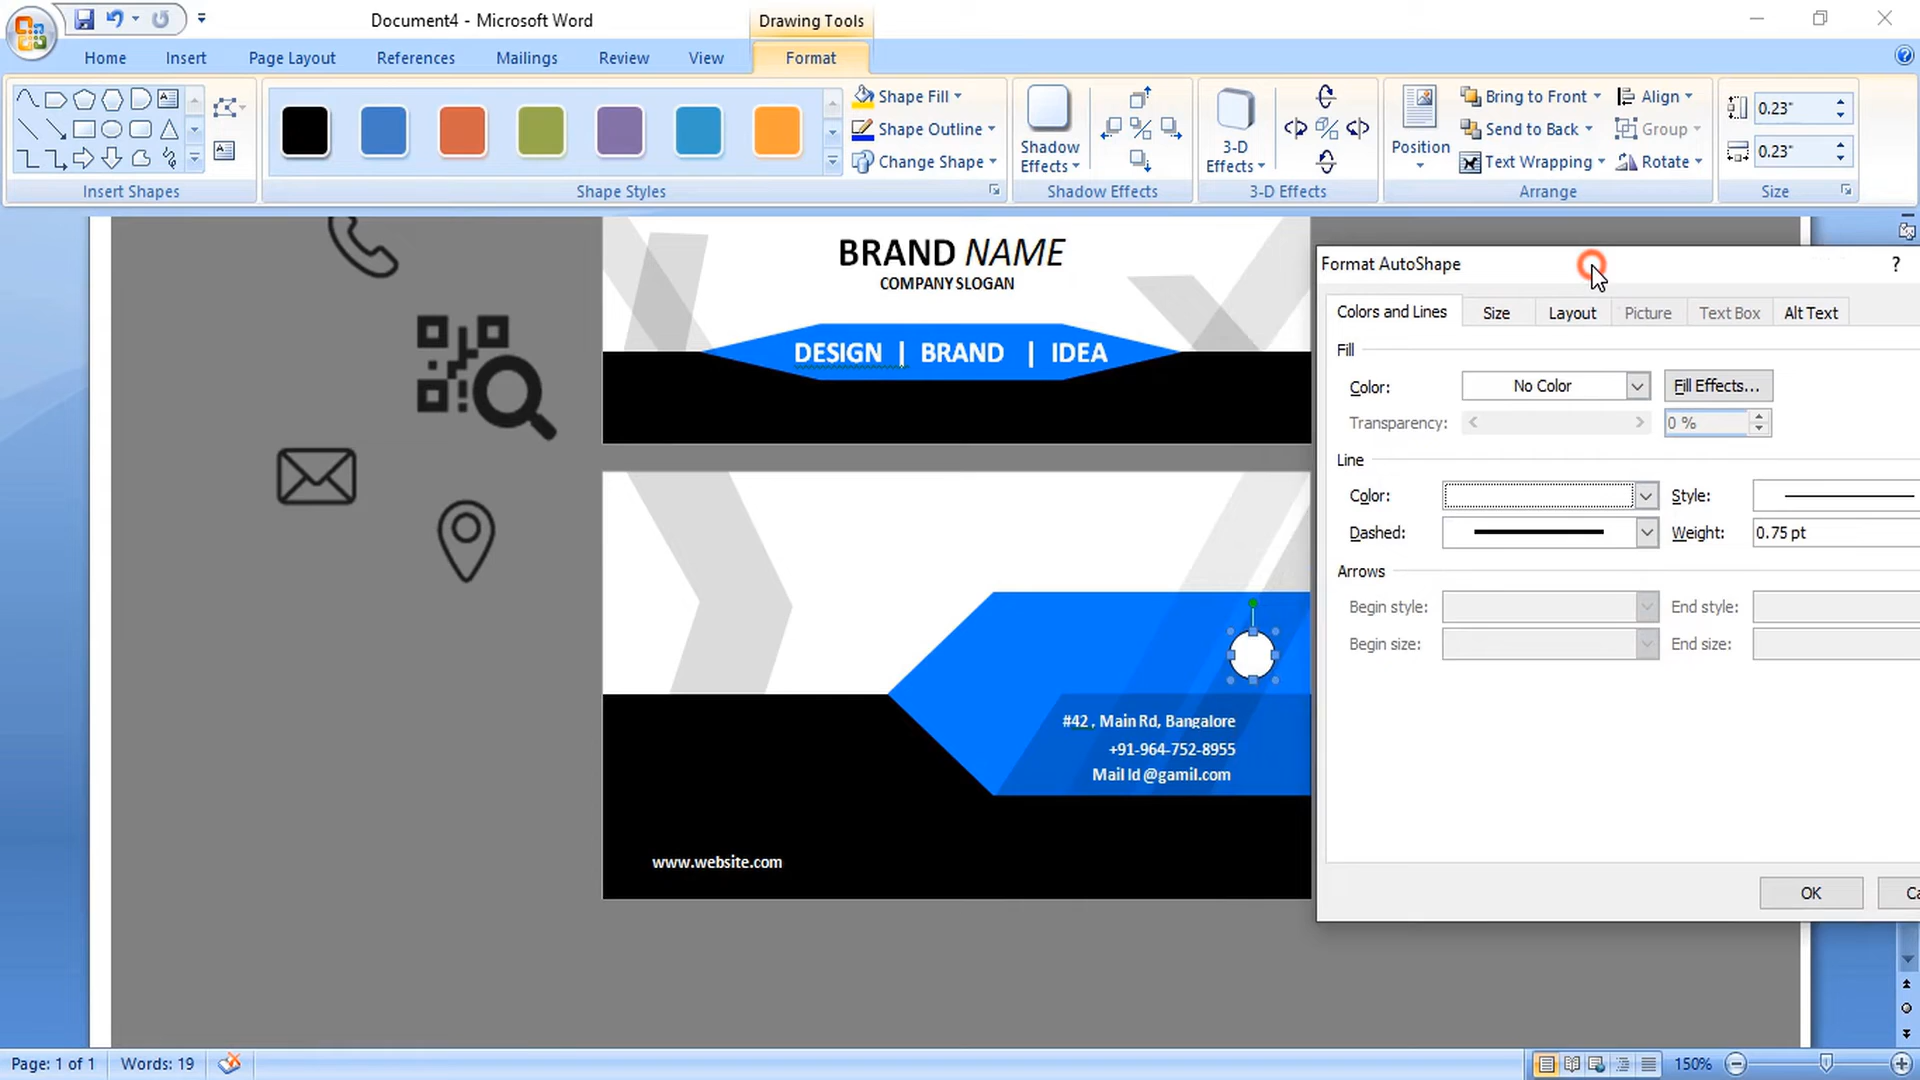 Document4 - Microsoft Word
Drawing Tools
Home
Insert
Page Layout
References
Mailings
Review
View
Format
Shape Fill
Shape Outline
Change Shape
Shadow
Effects
3-D
Effects
Position
Bring to Front
Send to Back
Text Wrapping
Align
Group
Rotate
0.23"
0.23"
Insert Shapes
Shape Styles
Shadow Effects
3-D Effects
Arrange
Size
BRAND NAME
COMPANY SLOGAN
DESIGN | BRAND | IDEA
#42 , Main Rd, Bangalore
+91-964-752-8955
Mail Id @gamil.com
www.website.com
Format AutoShape
?
Colors and Lines
Size
Layout
Picture
Text Box
Alt Text
Fill
Color:
No Color
Fill Effects...
Transparency:
0 %
Line
Color:
Style:
Dashed:
Weight:
0.75 pt
Arrows
Begin style:
End style:
Begin size:
End size:
OK
Ca
Page: 1 of 1
Words: 19
150%